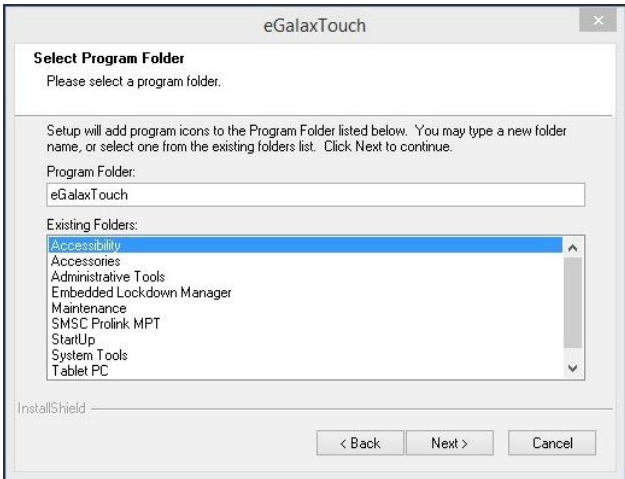 eGalaxTouch
Select Program Folder
Please select a program folder.
Setup will add program icons to the Program Folder listed below. You may type a new folder
name, or select one from the existing folders list. Click Next to continue.
Program Folder:
eGalaxTouch
Existing Folders:
Accessibility
Accessories
Administrative Tools
Embedded Lockdown Manager
Maintenance
SMSC Prolink MPT
StartUp
System Tools
Tablet PC
InstallShield
< Back Next > Cancel